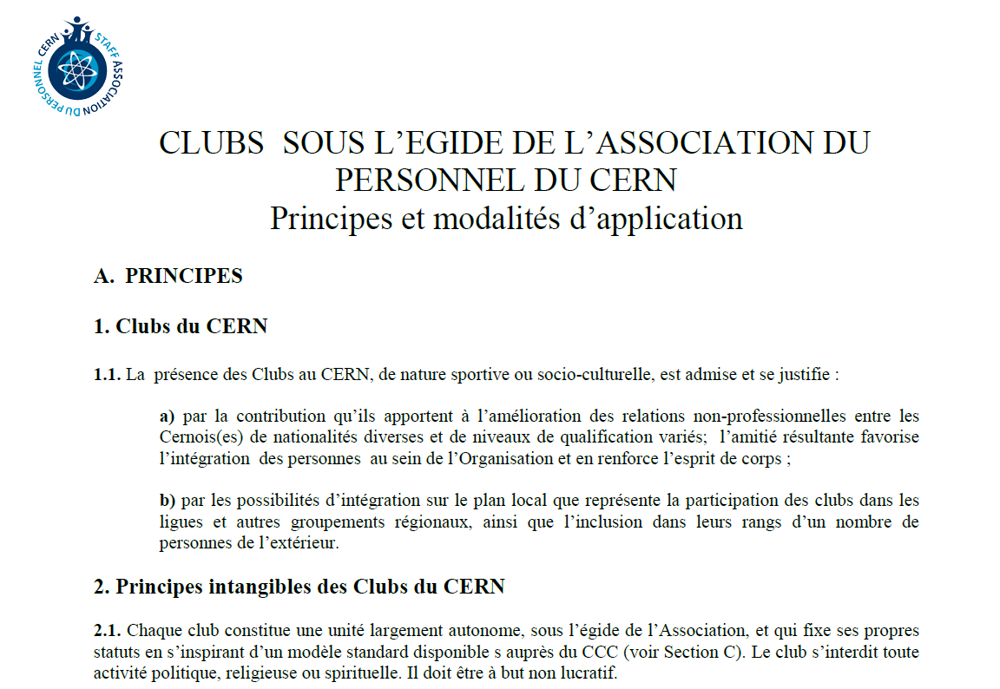 CERN STAFF ASSOCIATION DU PERSONNEL
CLUBS  SOUS L’EGIDE DE L’ASSOCIATION DU
PERSONNEL DU CERN
Principes et modalités d’application
A.  PRINCIPES
1. Clubs du CERN
1.1. La  présence des Clubs au CERN, de nature sportive ou socio-culturelle, est admise et se justifie :
a) par la contribution qu’ils apportent à l’amélioration des relations non-professionnelles entre les
Cernois(es) de nationalités diverses et de niveaux de qualification variés;  l’amitié résultante favorise
l’intégration  des personnes  au sein de l’Organisation et en renforce l’esprit de corps ;
b) par les possibilités d’intégration sur le plan local que représente la participation des clubs dans les
ligues et autres groupements régionaux, ainsi que l’inclusion dans leurs rangs d’un nombre de
personnes de l’extérieur.
2. Principes intangibles des Clubs du CERN
2.1. Chaque club constitue une unité largement autonome, sous l’égide de l’Association, et qui fixe ses propres
statuts en s’inspirant d’un modèle standard disponible s auprès du CCC (voir Section C). Le club s’interdit toute
activité politique, religieuse ou spirituelle. Il doit être à but non lucratif.